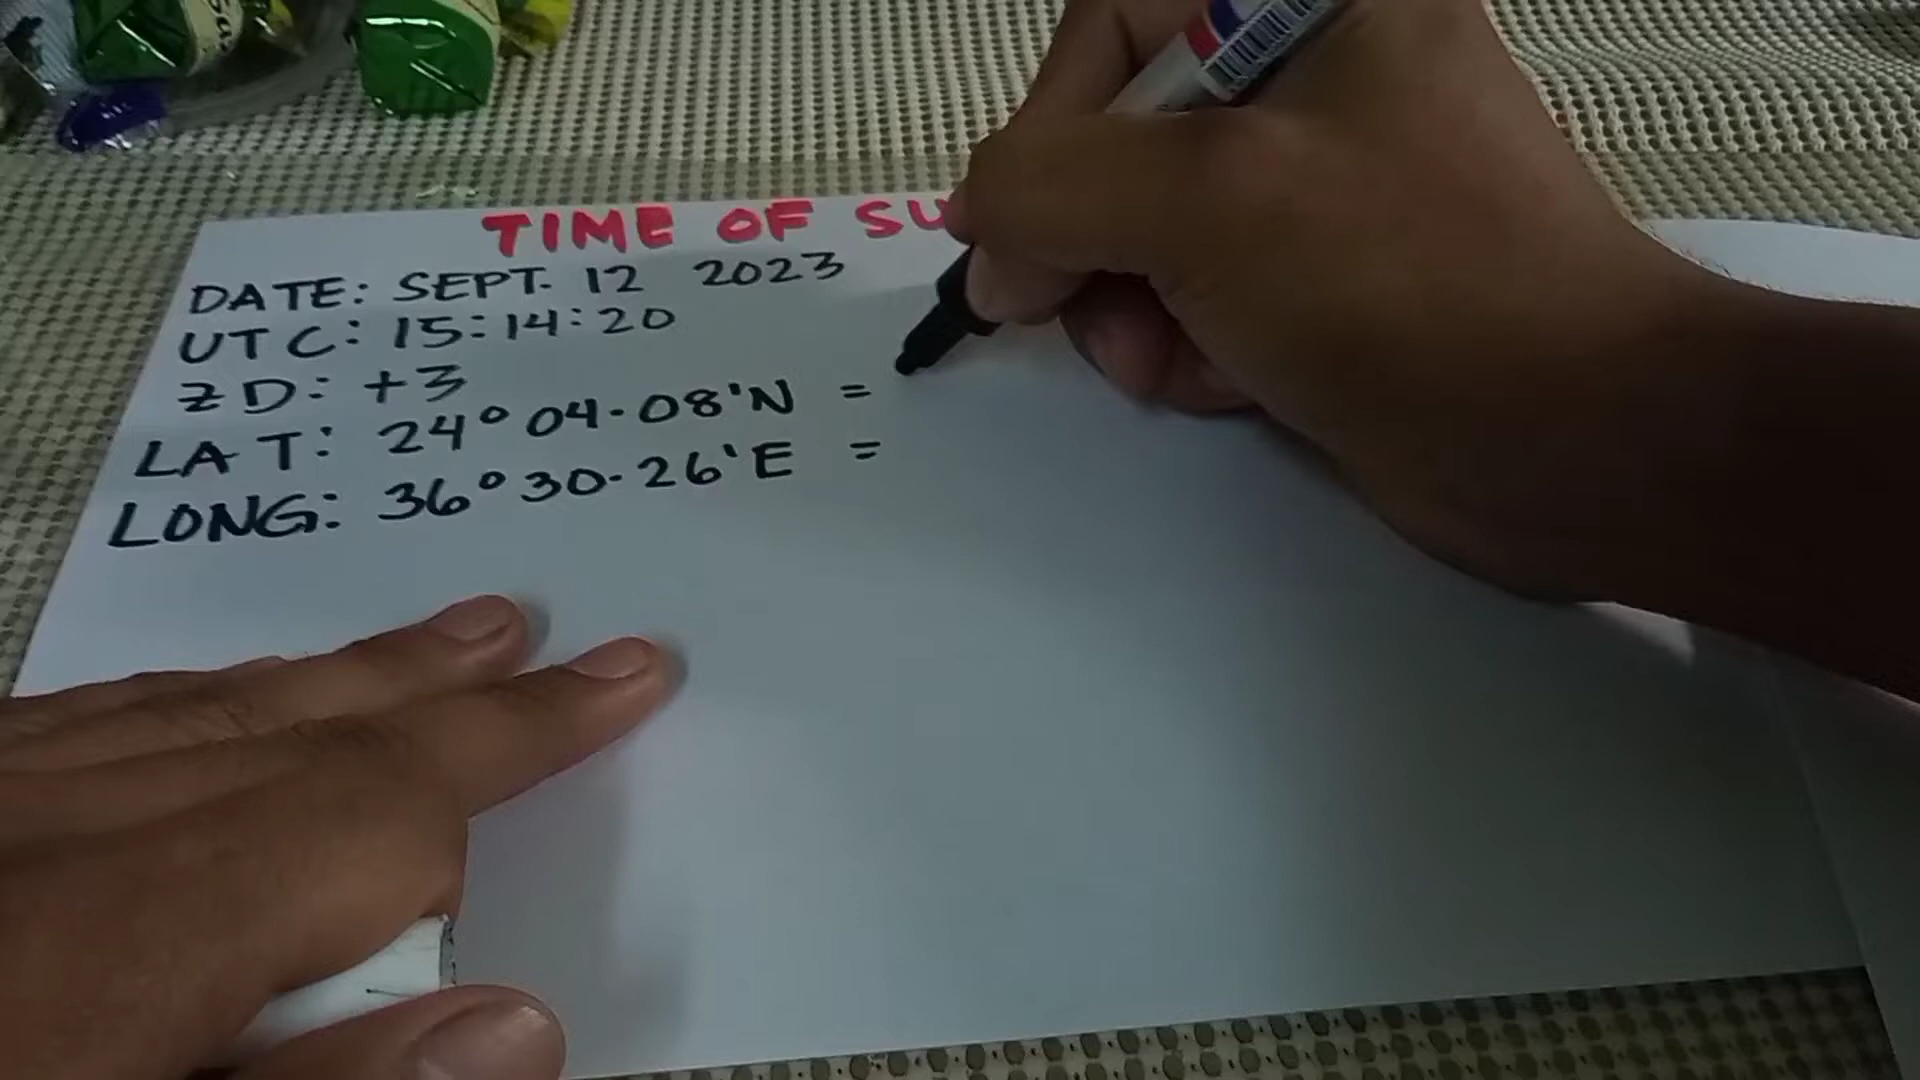 TIME OF SU
DATE: SEPT. 12 2023
UTC: 15:14:20
ZD: +3
LAT: 24° 04.08'N =
LONG: 36° 30.26'E =